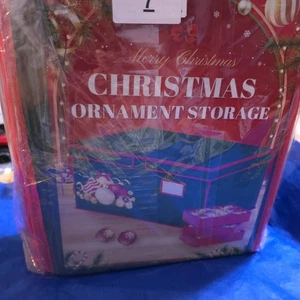 7
Merry Christmas
CHRISTMAS
ORNAMENT STORAGE